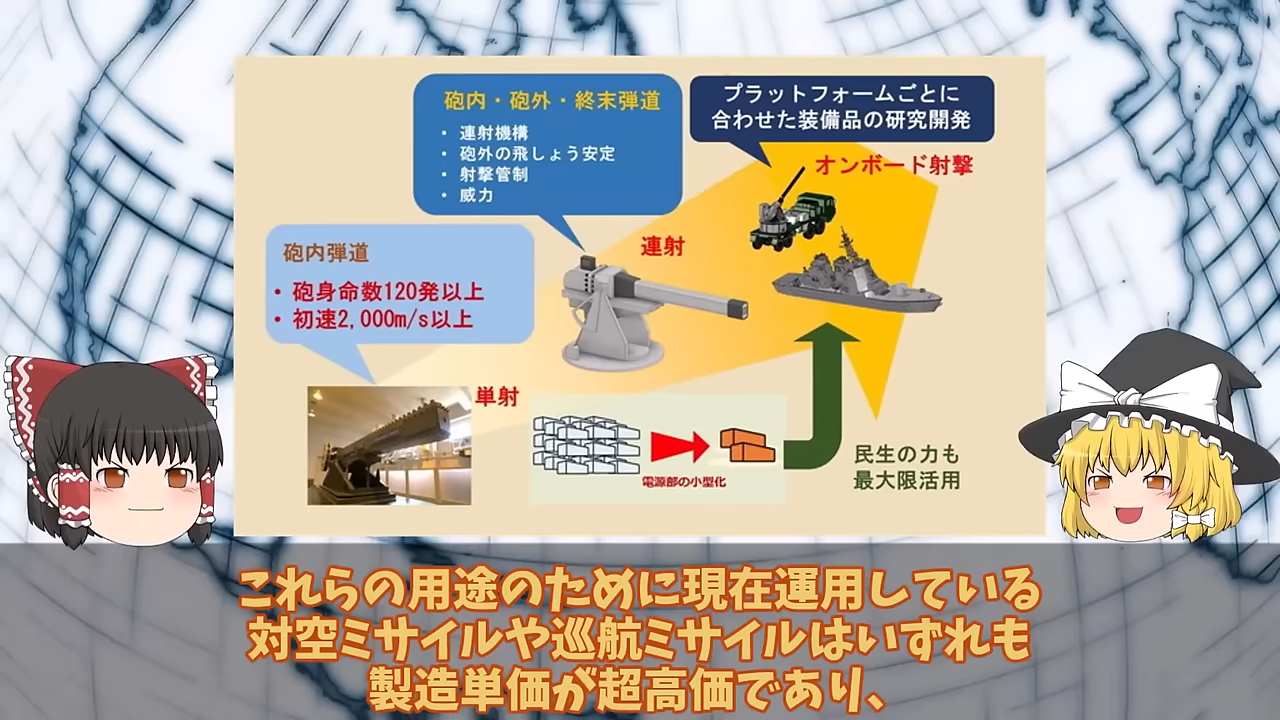 砲内・砲外・終末弾道
・ 連射機構
・ 砲外の飛しょう安定
・ 射撃管制
・ 威力
プラットフォームごとに
合わせた装備品の研究開発
オンボード射撃
砲内弾道
・ 砲身命数120発以上
・ 初速2,000m/s以上
連射
単射
電源部の小型化
民生の力も
最大限活用
これらの用途のために現在運用している
対空ミサイルや巡航ミサイルはいずれも
製造単価が超高価であり、